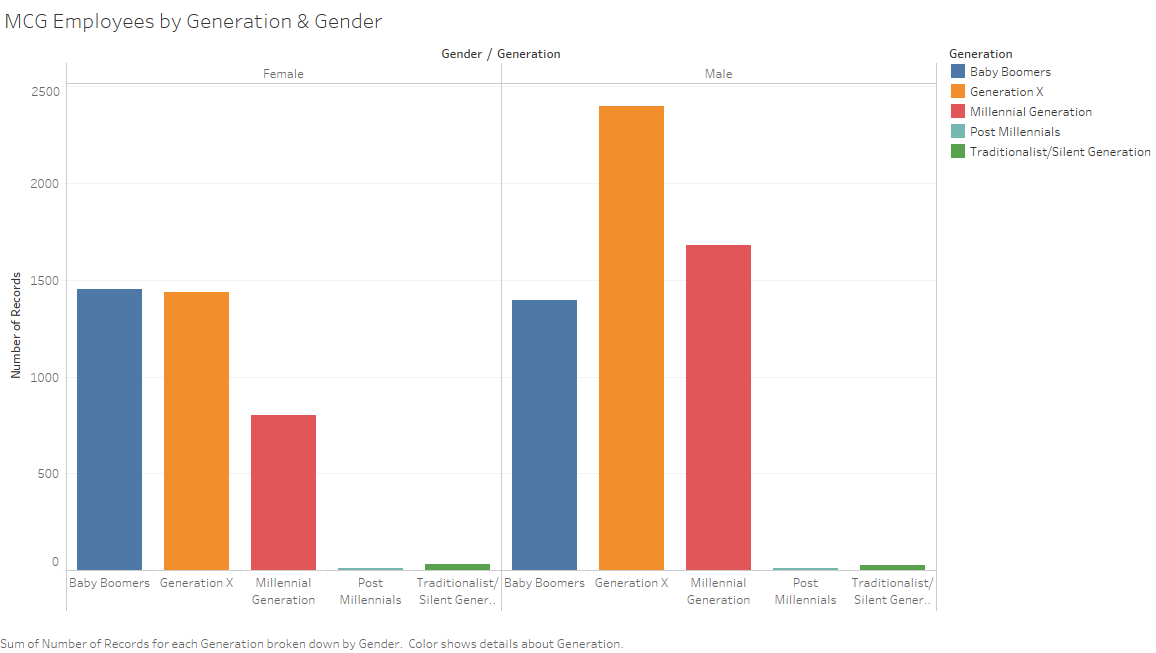 MCG Employees by Generation & Gender
Gender / Generation
Female
Male
Generation
Baby Boomers
Generation X
Millennial Generation
Post Millennials
Traditionalist/Silent Generation
Number of Records
2500
2000
1500
1000
500
0
Baby Boomers
Generation X
Millennial
Generation
Post
Millennials
Traditionalist/
Silent Gener..
Baby Boomers
Generation X
Millennial
Generation
Post
Millennials
Traditionalist/
Silent Gener..
Sum of Number of Records for each Generation broken down by Gender. Color shows details about Generation.